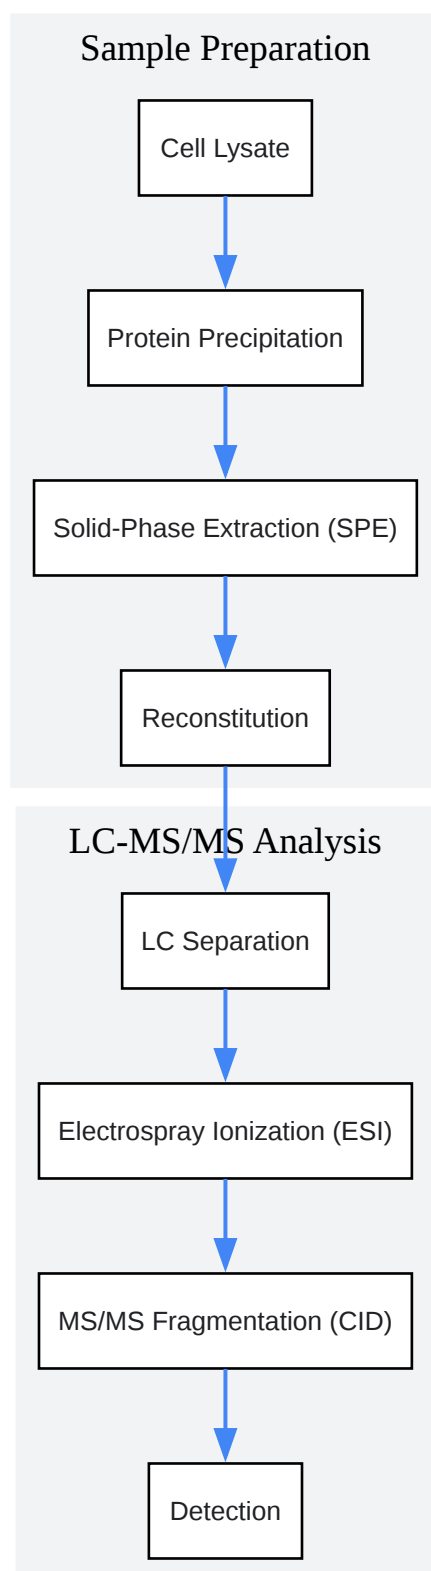 Sample Preparation
Cell Lysate
Protein Precipitation
Solid-Phase Extraction (SPE)
Reconstitution
LC-MS/MS Analysis
LC Separation
Electrospray Ionization (ESI)
MS/MS Fragmentation (CID)
Detection